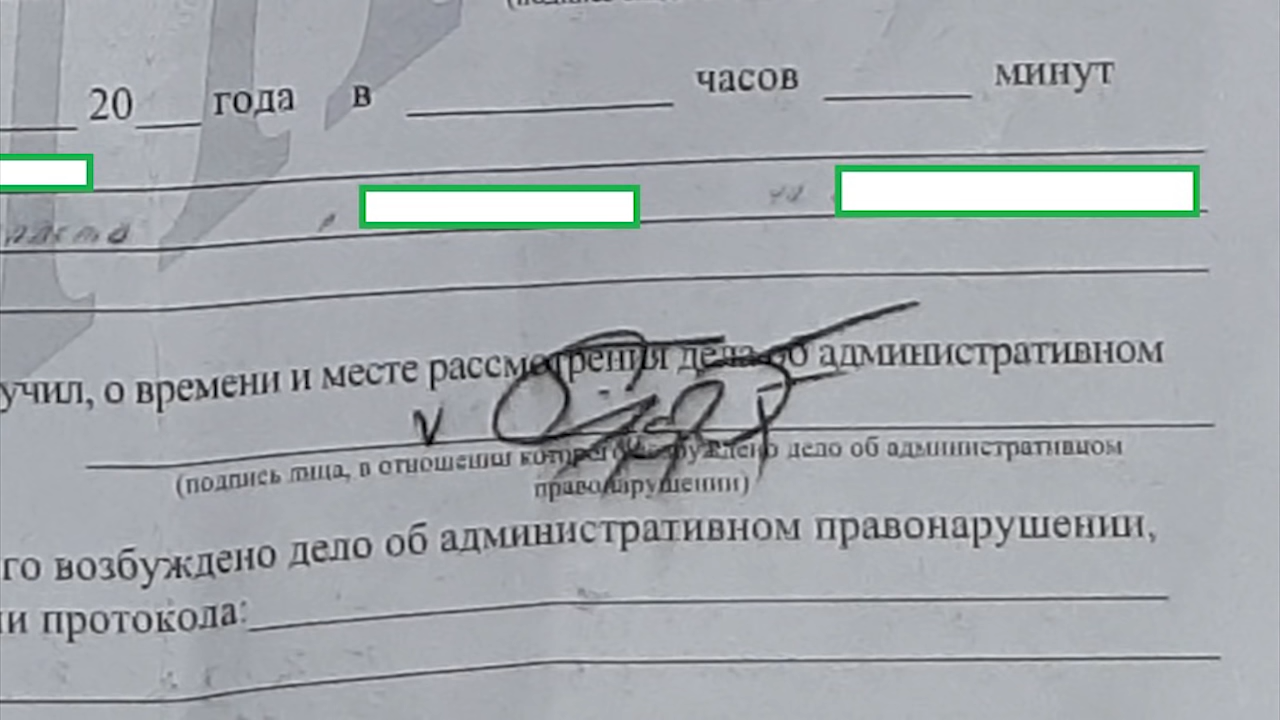 20 года в часов минут
учил, о времени и месте рассмотрения дела об административном
V
(подпись лица, в отношении которого возбуждено дело об административном
правонарушении)
го возбуждено дело об административном правонарушении,
и протокола: